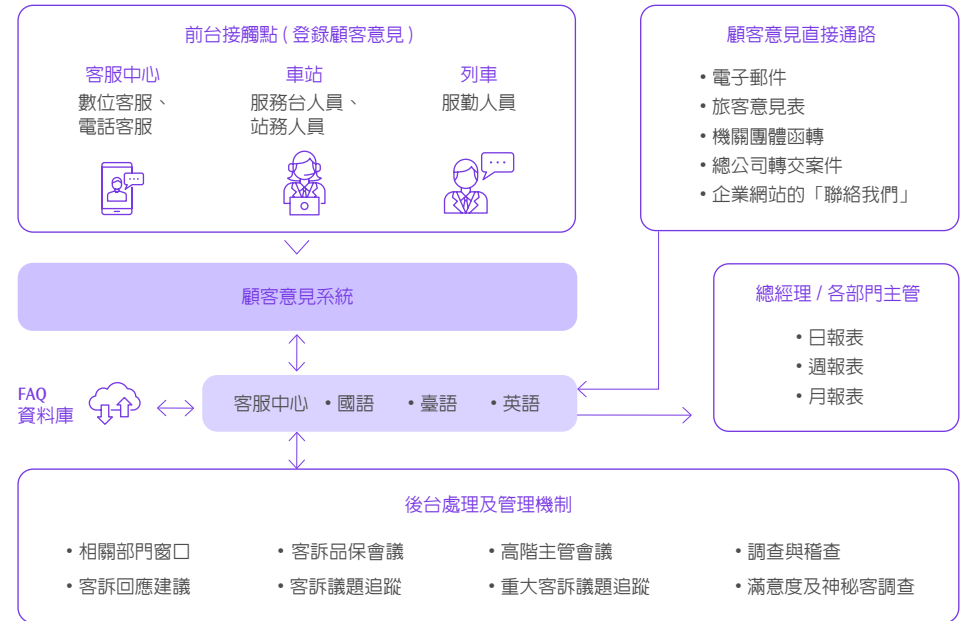 前台接觸點 ( 登錄顧客意見 )
客服中心
數位客服、
電話客服
車站
服務台人員、
站務人員
列車
服勤人員
顧客意見直接通路
•電子郵件
•旅客意見表
•機關團體函轉
•總公司轉交案件
•企業網站的「聯絡我們」
顧客意見系統
總經理 / 各部門主管
•日報表
•週報表
•月報表
FAQ
資料庫
客服中心 •國語 •臺語 •英語
後台處理及管理機制
•相關部門窗口
•客訴回應建議
•客訴品保會議
•客訴議題追蹤
•高階主管會議
•重大客訴議題追蹤
•調查與稽查
•滿意度及神秘客調查